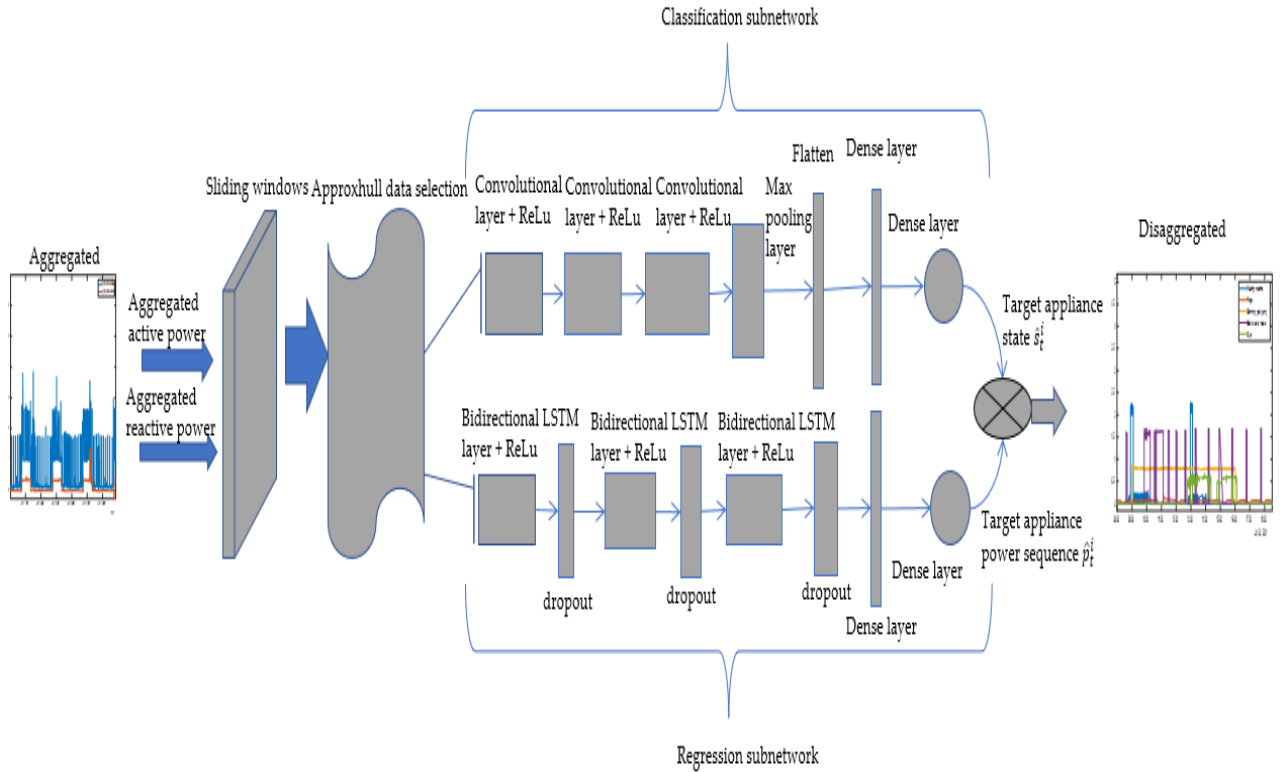 Classification subnetwork
Flatten
Dense layer
Sliding windows
Approxhull data selection
Convolutional
layer + ReLu
Convolutional
layer + ReLu
Convolutional
layer + ReLu
Max
pooling
layer
Dense layer
Disaggregated
Aggregated
Aggregated
active power
Target appliance
state ŝₜⁱ
Aggregated
reactive power
Bidirectional LSTM
layer + ReLu
Bidirectional LSTM
layer + ReLu
Bidirectional LSTM
layer + ReLu
Target appliance
power sequence p̂ₜⁱ
Dense layer
dropout
dropout
dropout
Dense layer
Regression subnetwork